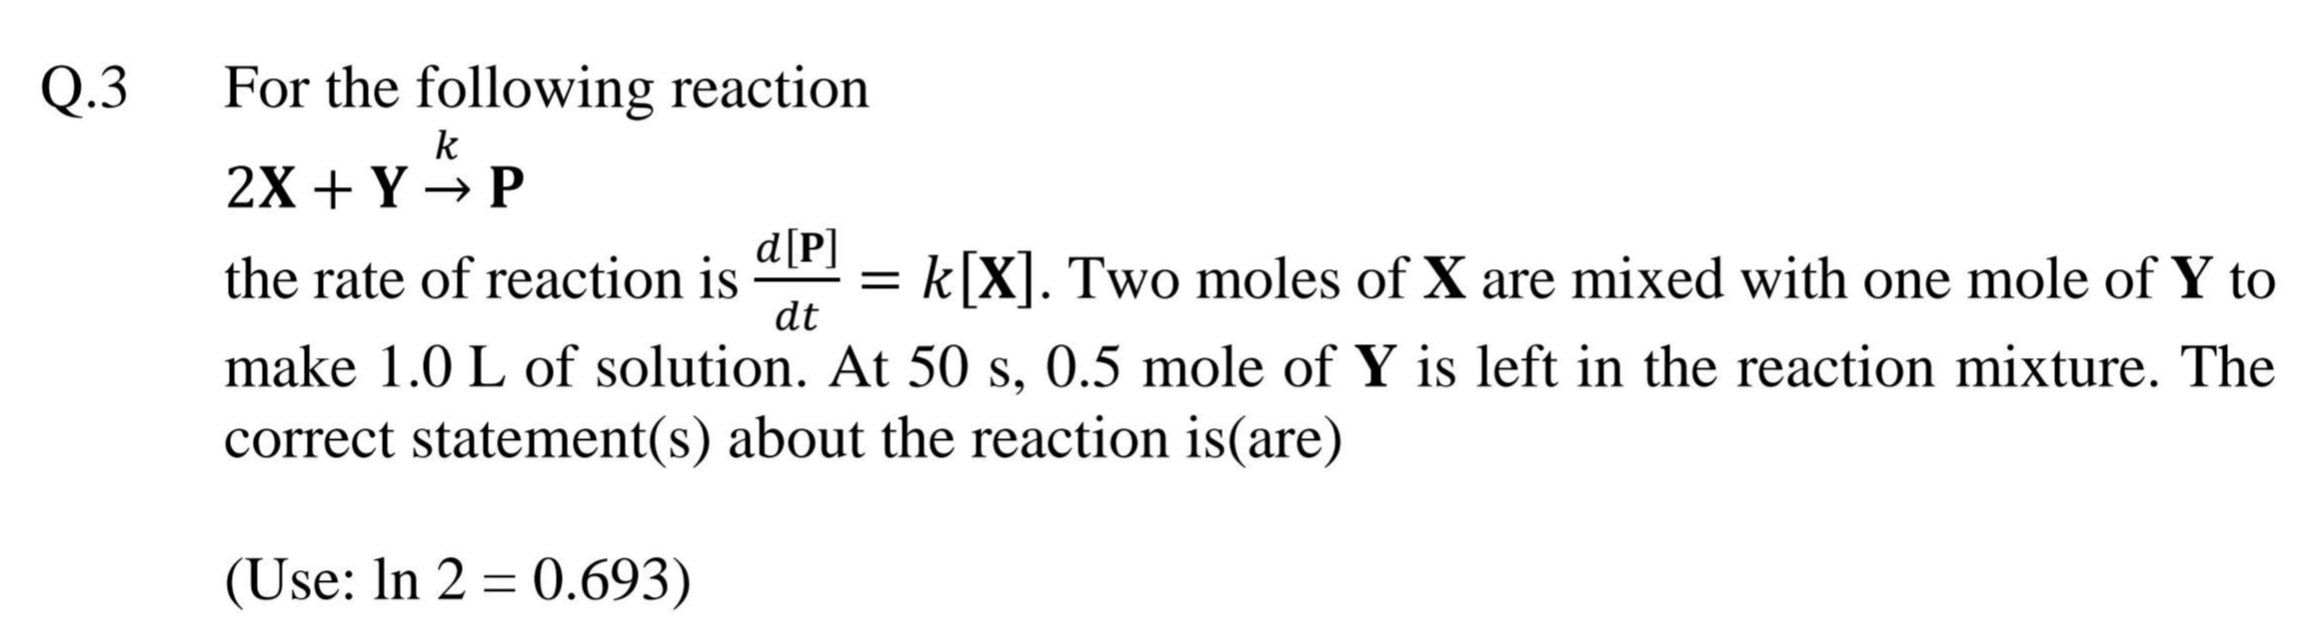 Q.3 For the following reaction
2X + Y \xrightarrow{k} P
the rate of reaction is \frac{d[P]}{dt} = k[X]. Two moles of X are mixed with one mole of Y to
make 1.0 L of solution. At 50 s, 0.5 mole of Y is left in the reaction mixture. The
correct statement(s) about the reaction is(are)
(Use: ln 2 = 0.693)